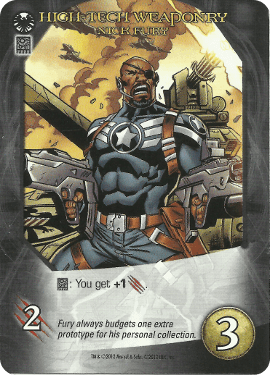 HIGH-TECH WEAPONRY
NICK FURY
: You get +1
2
Fury always budgets one extra
prototype for his personal collection.
3